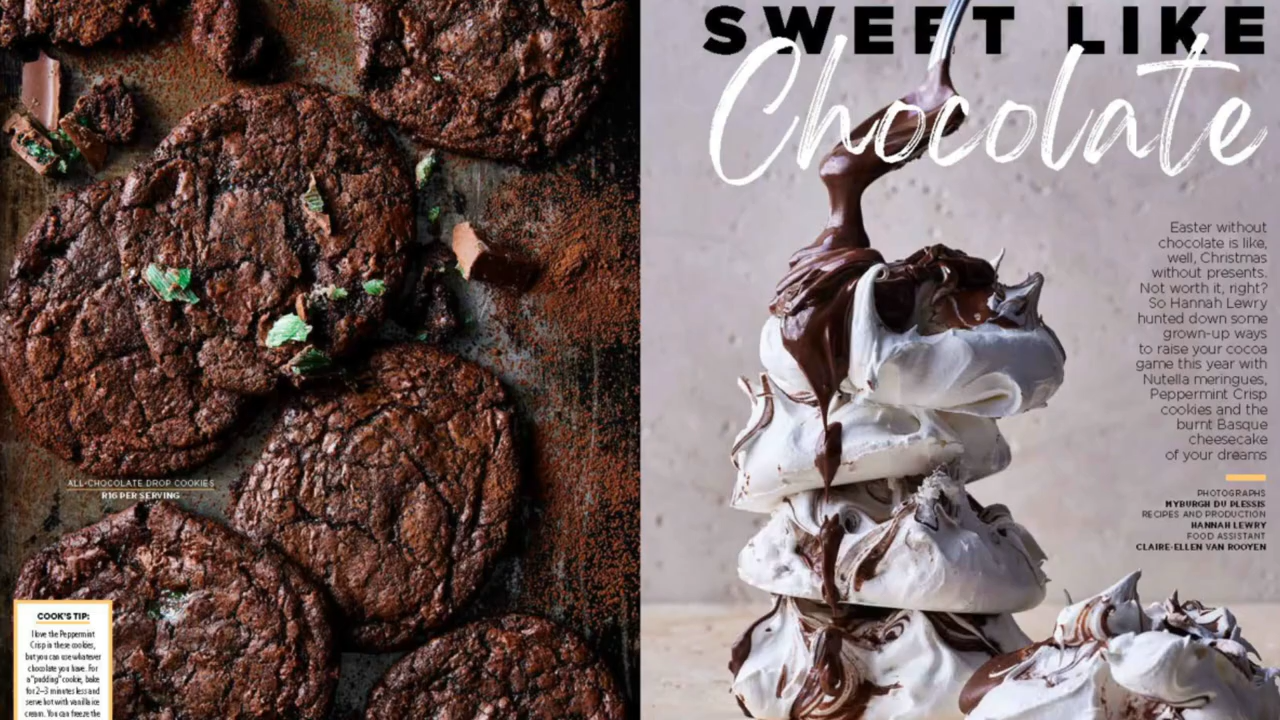 ALL-CHOCOLATE DROP COOKIES
R16 PER SERVING
COOK'S TIP:
I love the Peppermint
Crisp in these cookies,
but you can use whatever
chocolate you have. For
a "pudding" cookie, bake
for 2–3 minutes less and
serve hot with vanilla ice
cream. You can freeze the
SWEET LIKE
Chocolate
Easter without
chocolate is like,
well, Christmas
without presents.
Not worth it, right?
So Hannah Lewry
hunted down some
grown-up ways
to raise your cocoa
game this year with
Nutella meringues,
Peppermint Crisp
cookies and the
burnt Basque
cheesecake
of your dreams
PHOTOGRAPHS
MYBURGH DU PLESSIS
RECIPES AND PRODUCTION
HANNAH LEWRY
FOOD ASSISTANT
CLAIRE-ELLEN VAN ROOYEN